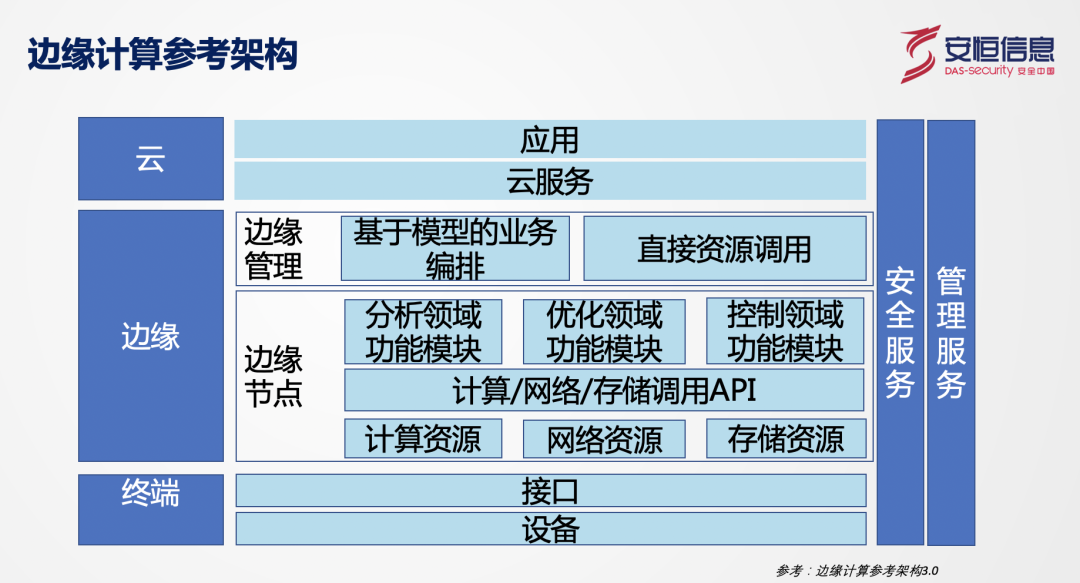 边缘计算参考架构
安恒信息
DAS-security 安全中国
云
应用
云服务
边缘
边缘
管理
基于模型的业务
编排
直接资源调用
边缘
节点
分析领域
功能模块
优化领域
功能模块
控制领域
功能模块
计算/网络/存储调用API
计算资源
网络资源
存储资源
终端
接口
设备
安全服务
管理服务
参考：边缘计算参考架构3.0